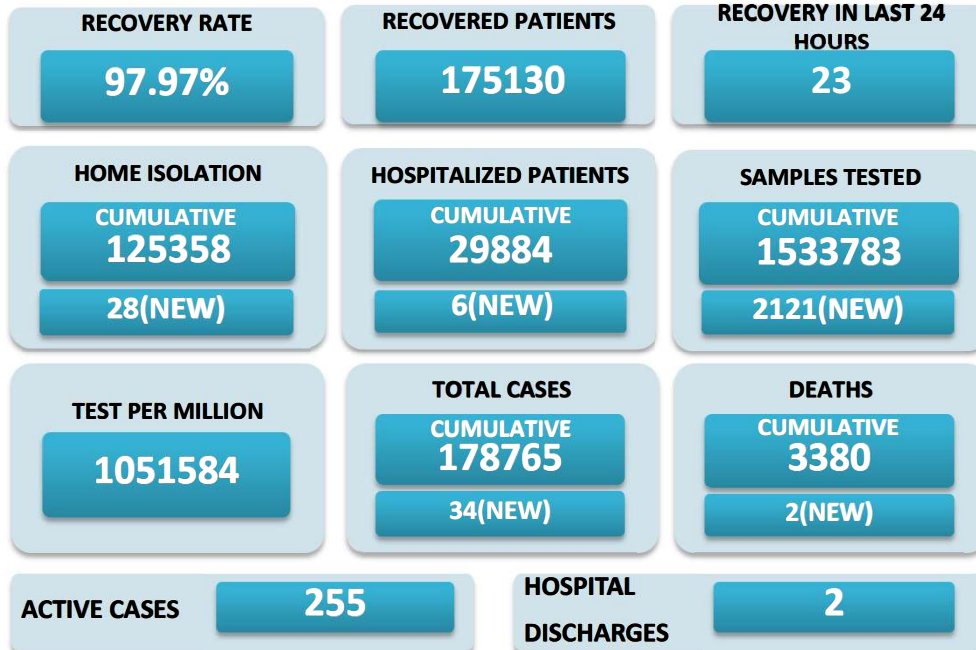 RECOVERY RATE
97.97%
RECOVERED PATIENTS
175130
RECOVERY IN LAST 24
HOURS
23
HOME ISOLATION
CUMULATIVE
125358
28(NEW)
HOSPITALIZED PATIENTS
CUMULATIVE
29884
6(NEW)
SAMPLES TESTED
CUMULATIVE
1533783
2121(NEW)
TEST PER MILLION
1051584
TOTAL CASES
CUMULATIVE
178765
34(NEW)
DEATHS
CUMULATIVE
3380
2(NEW)
ACTIVE CASES
255
HOSPITAL
DISCHARGES
2